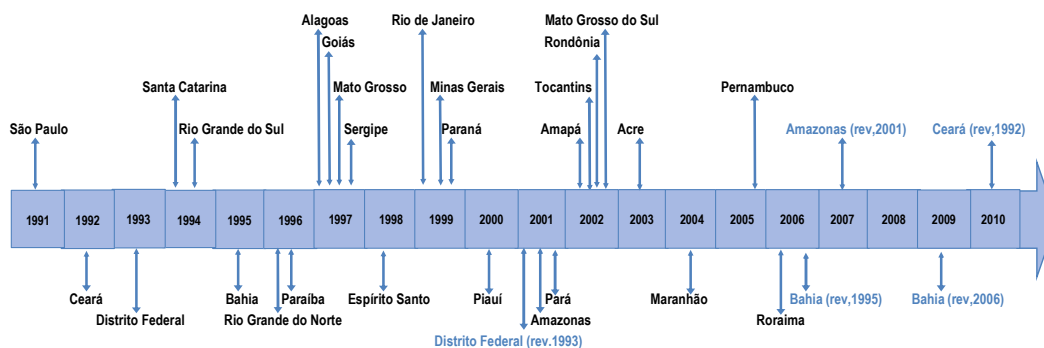 Alagoas Rio de Janeiro Mato Grosso do Sul
Goiás Rondônia
Santa Catarina Mato Grosso Minas Gerais Tocantins Pernambuco
São Paulo Rio Grande do Sul Sergipe Paraná Amapá Acre Amazonas (rev,2001) Ceará (rev,1992)
1991 1992 1993 1994 1995 1996 1997 1998 1999 2000 2001 2002 2003 2004 2005 2006 2007 2008 2009 2010
Ceará Bahia Paraíba Espírito Santo Piauí Pará Maranhão Bahia (rev,1995) Bahia (rev,2006)
Distrito Federal Rio Grande do Norte Amazonas Roraima
Distrito Federal (rev.1993)